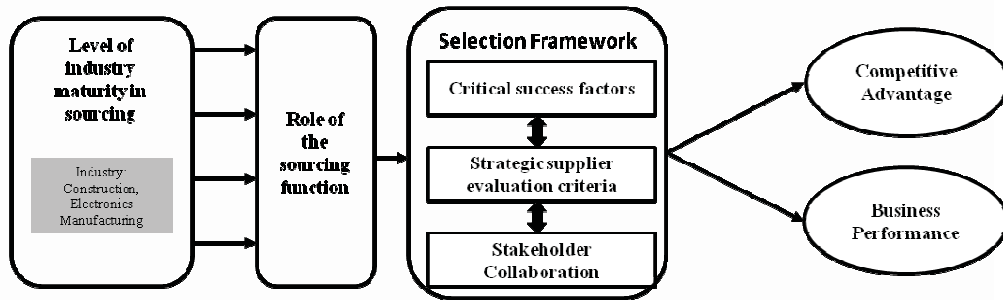 Level of
industry
maturity in
sourcing
Industry:
Construction,
Electronics
Manufacturing
Role of
the
sourcing
function
Selection Framework
Critical success factors
Strategic supplier
evaluation criteria
Stakeholder
Collaboration
Competitive
Advantage
Business
Performance